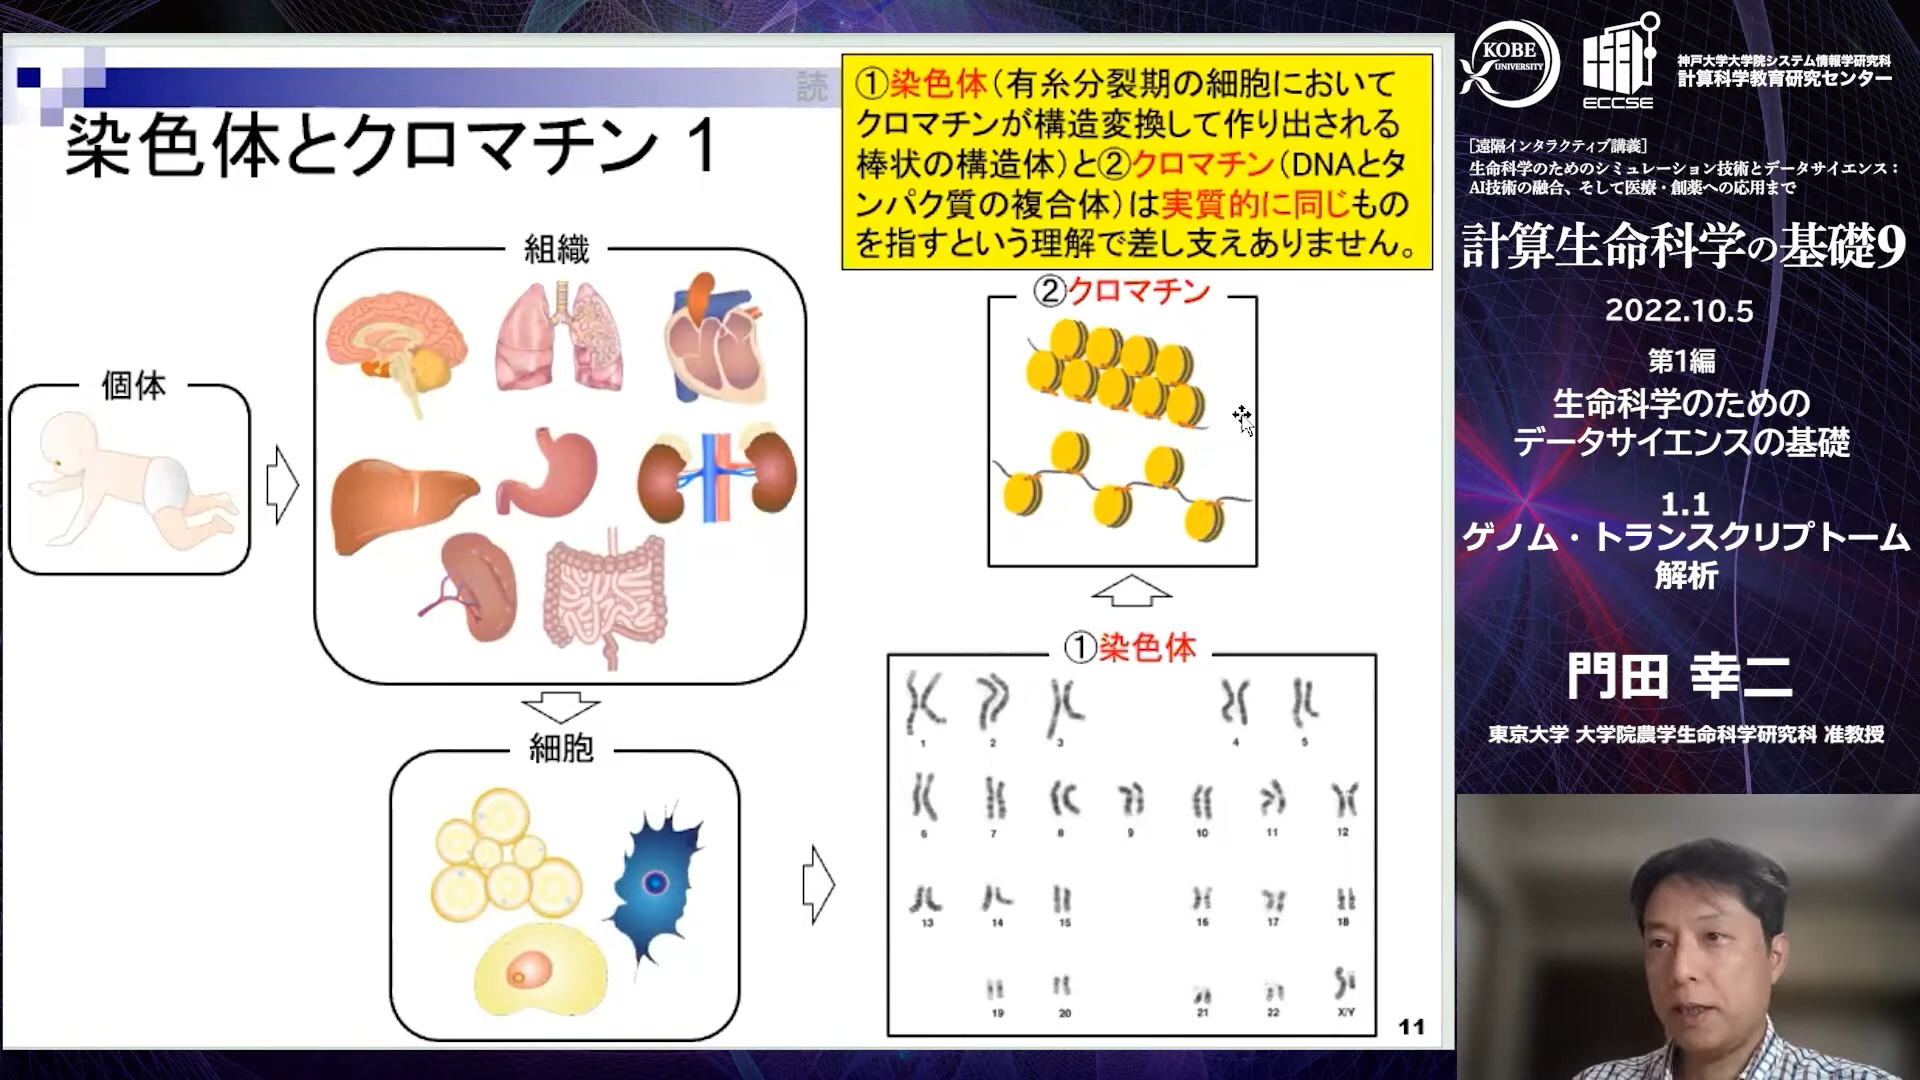 読
染色体とクロマチン 1
①染色体（有糸分裂期の細胞において
クロマチンが構造変換して作り出される
棒状の構造体）と②クロマチン（DNAとタ
ンパク質の複合体）は実質的に同じもの
を指すという理解で差し支えありません。
個体
組織
細胞
②クロマチン
①染色体
1 2 3 4 5
6 7 8 9 10 11 12
13 14 15 16 17 18
19 20 21 22 X/Y
11
KOBE
UNIVERSITY
ECCSE
神戸大学大学院システム情報学研究科
計算科学教育研究センター
［遠隔インタラクティブ講義］
生命科学のためのシミュレーション技術とデータサイエンス：
AI技術の融合、そして医療・創薬への応用まで
計算生命科学の基礎9
2022.10.5
第1編
生命科学のための
データサイエンスの基礎
1.1
ゲノム・トランスクリプトーム
解析
門田 幸二
東京大学 大学院農学生命科学研究科 准教授